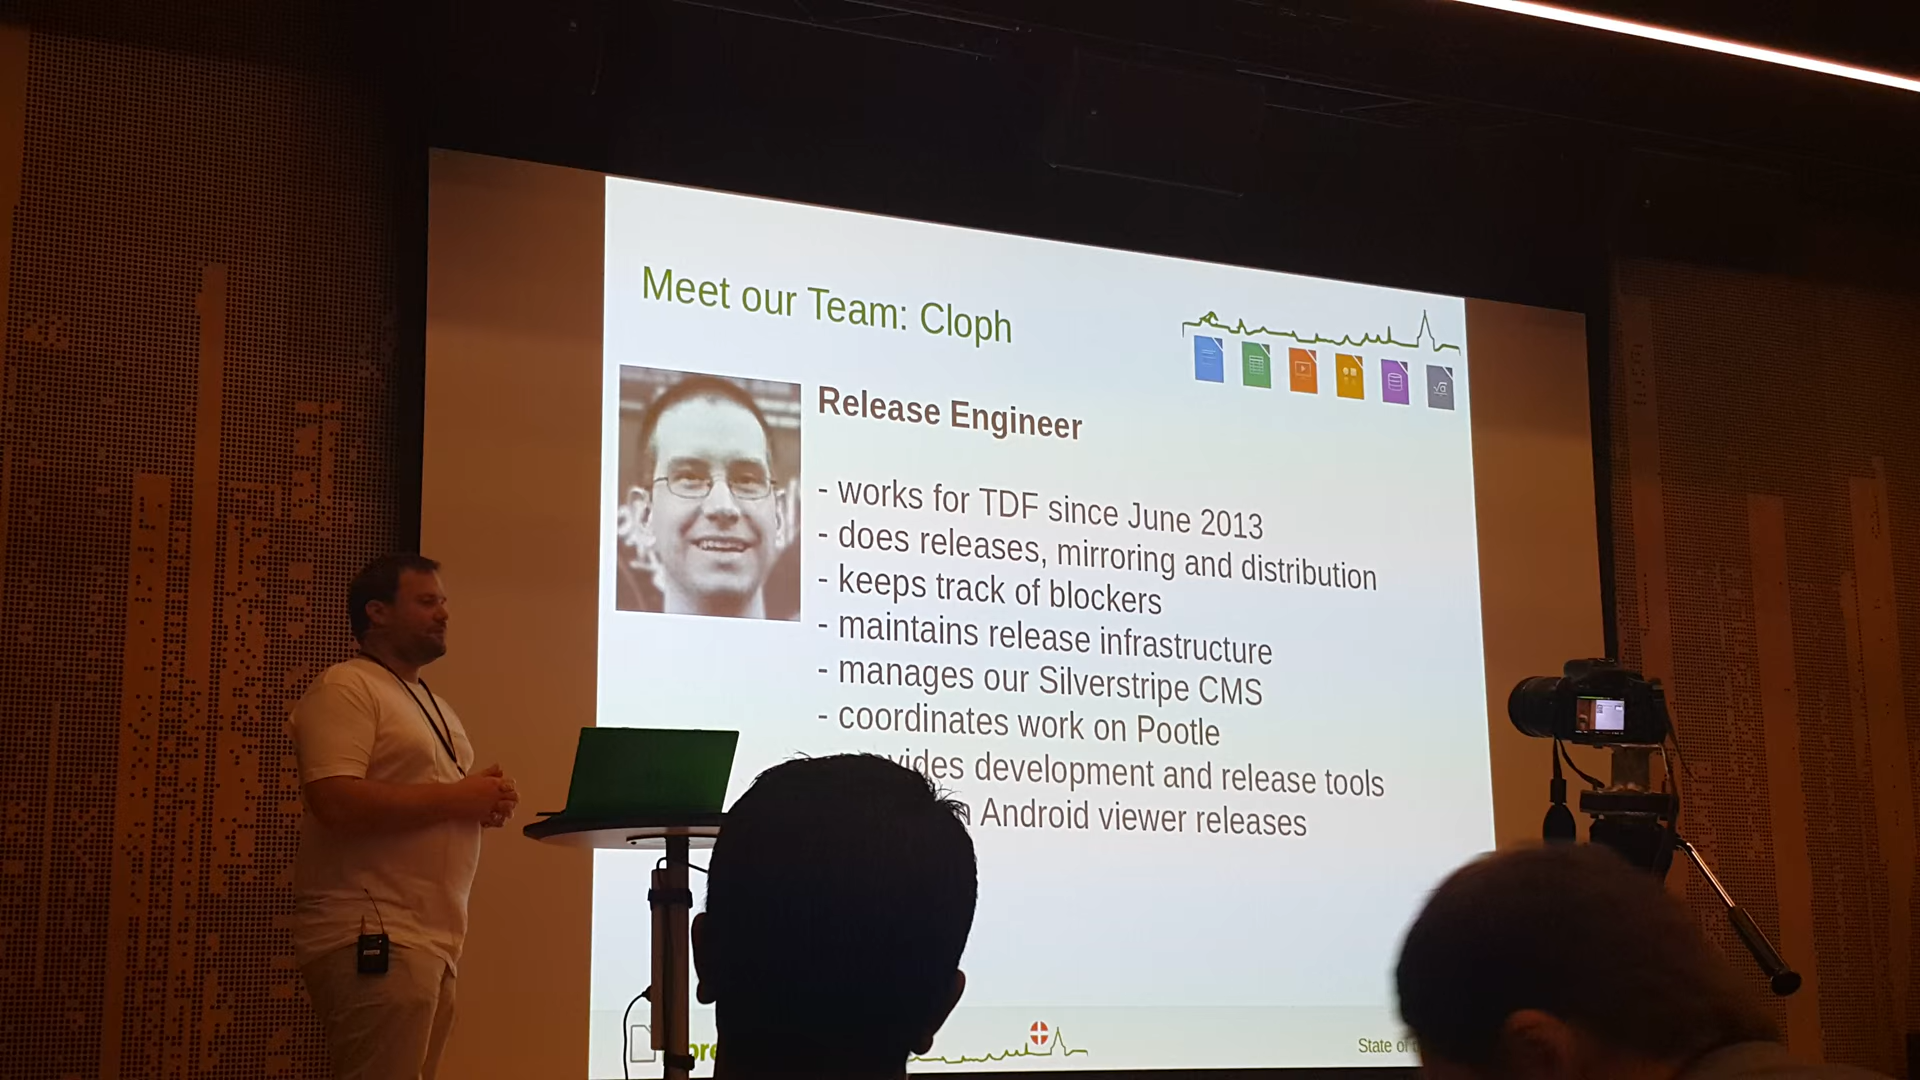 Meet our Team: Cloph
Release Engineer
- works for TDF since June 2013
- does releases, mirroring and distribution
- keeps track of blockers
- maintains release infrastructure
- manages our Silverstripe CMS
- coordinates work on Pootle
development and release tools
Android viewer releases
State of